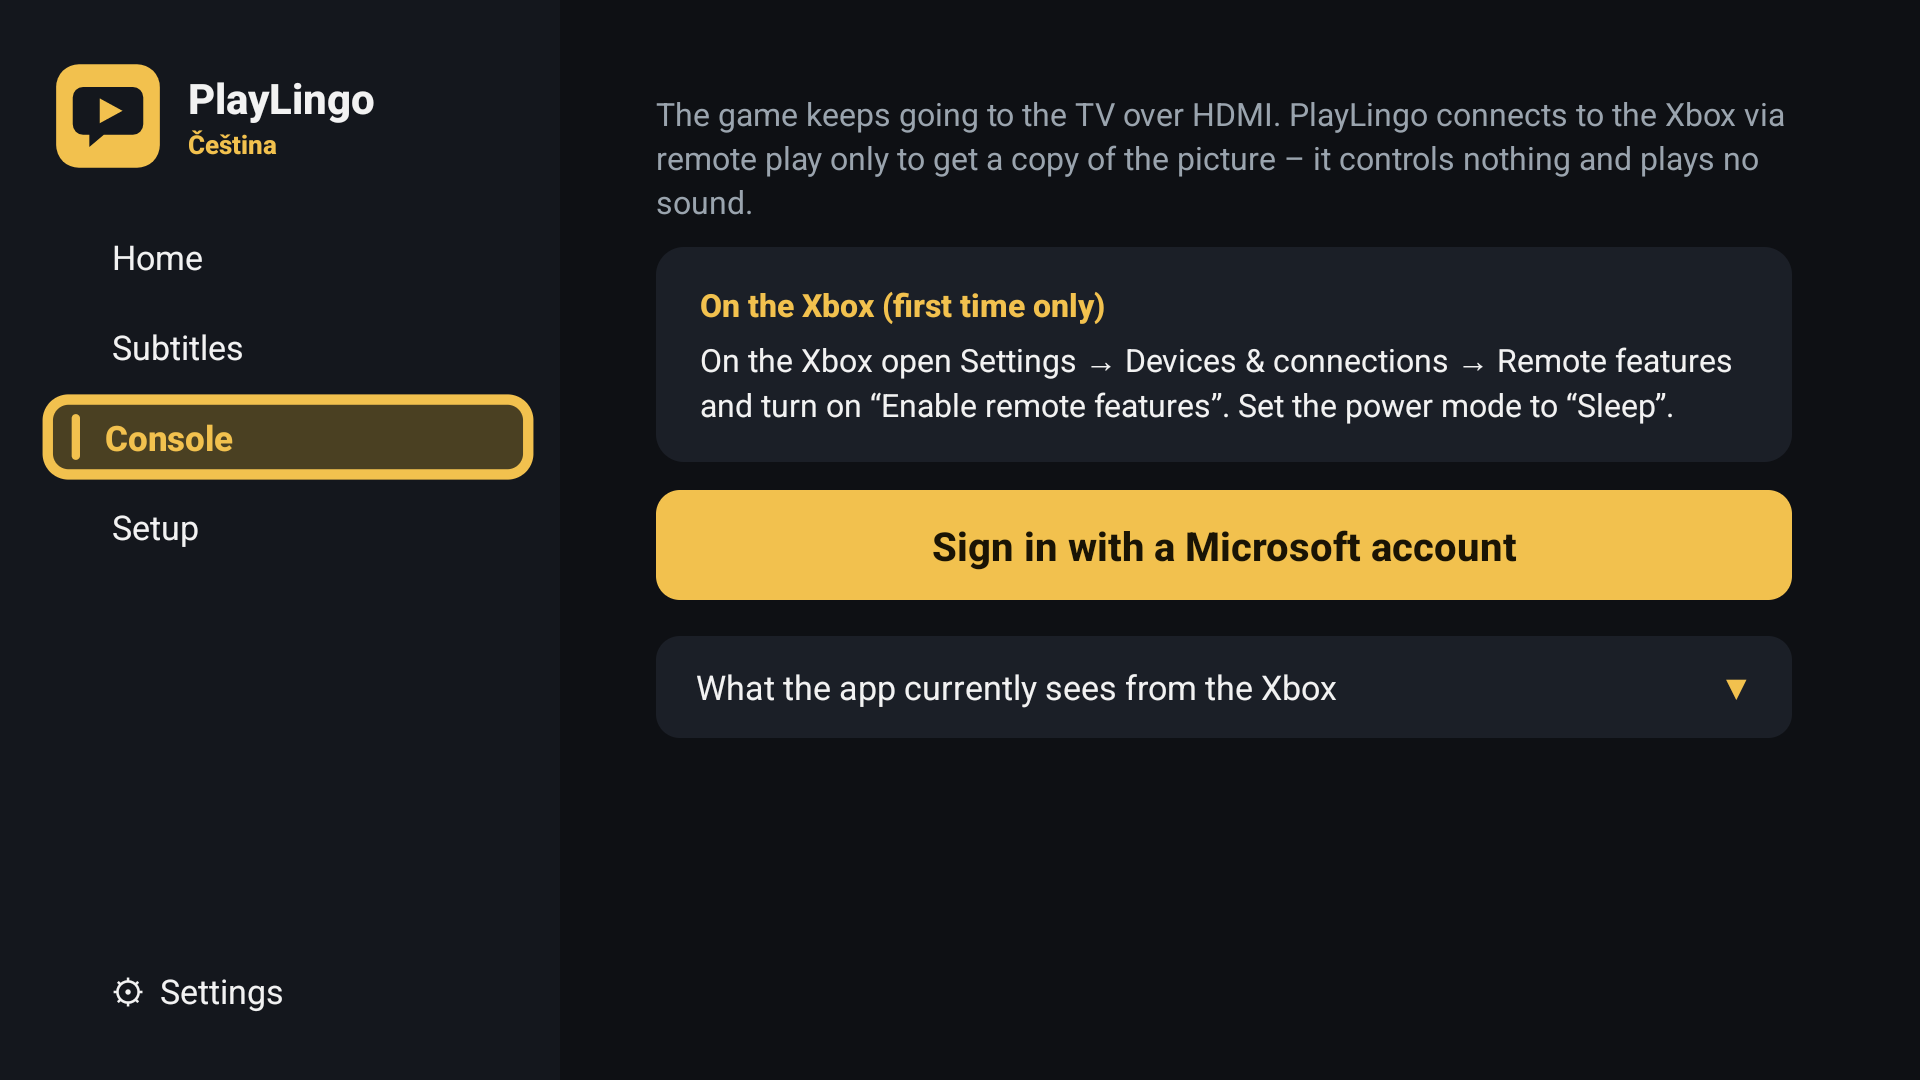 PlayLingo
Čeština
Home
Subtitles
Console
Setup
Settings
The game keeps going to the TV over HDMI. PlayLingo connects to the Xbox via
remote play only to get a copy of the picture – it controls nothing and plays no
sound.
On the Xbox (first time only)
On the Xbox open Settings → Devices & connections → Remote features
and turn on “Enable remote features”. Set the power mode to “Sleep”.
Sign in with a Microsoft account
What the app currently sees from the Xbox